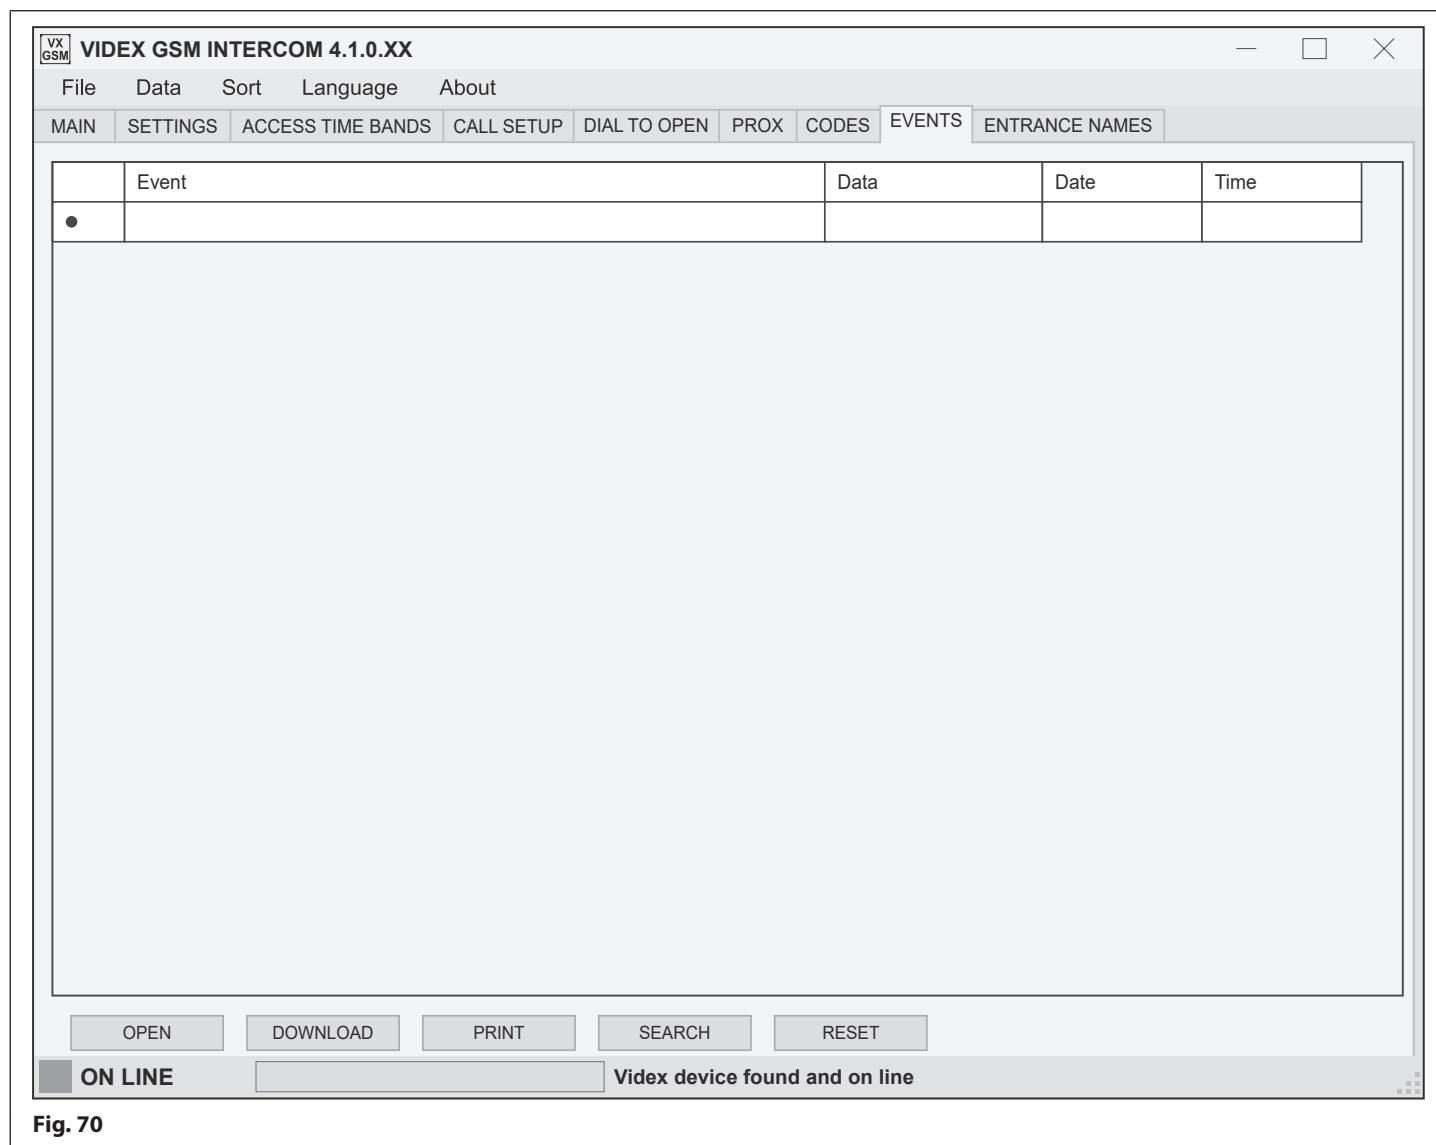 VX GSM VIDEX GSM INTERCOM 4.1.0.XX
File Data Sort Language About
MAIN SETTINGS ACCESS TIME BANDS CALL SETUP DIAL TO OPEN PROX CODES EVENTS ENTRANCE NAMES
Event Data Date Time
OPEN DOWNLOAD PRINT SEARCH RESET
ON LINE Videx device found and on line
Fig. 70